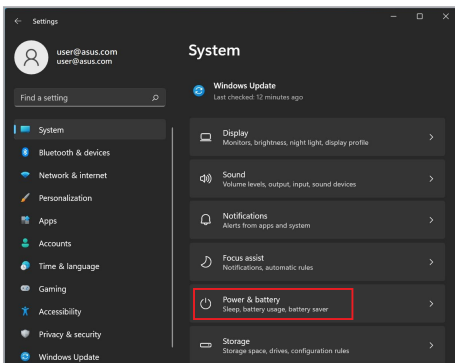 Settings
user@asus.com
user@asus.com
Find a setting
System
Bluetooth & devices
Network & internet
Personalization
Apps
Accounts
Time & language
Gaming
Accessibility
Privacy & security
Windows Update
System
Windows Update
Last checked: 12 minutes ago
Display
Monitors, brightness, night light, display profile
Sound
Volume levels, output, input, sound devices
Notifications
Alerts from apps and system
Focus assist
Notifications, automatic rules
Power & battery
Sleep, battery usage, battery saver
Storage
Storage space, drives, configuration rules